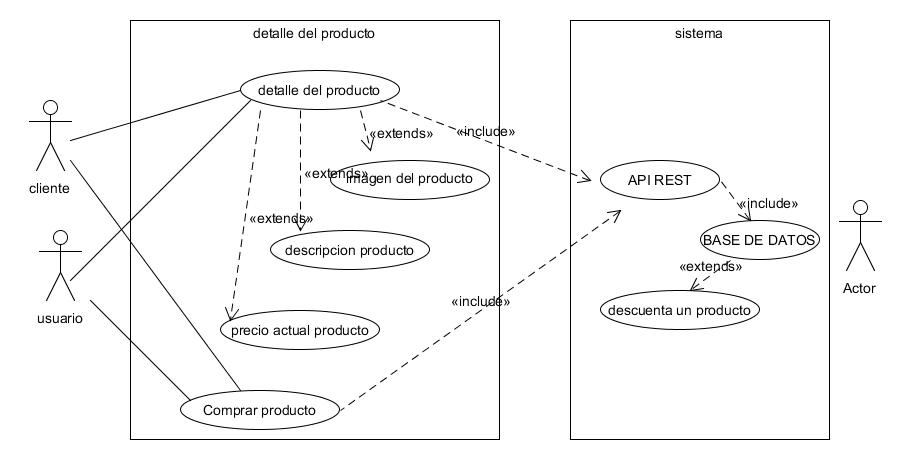 detalle del producto
sistema
detalle del producto
«extends»
«include»
cliente
«extends»
imagen del producto
API REST
«include»
«extends»
descripcion producto
BASE DE DATOS
«extends»
Actor
usuario
«include»
precio actual producto
descuenta un producto
Comprar producto